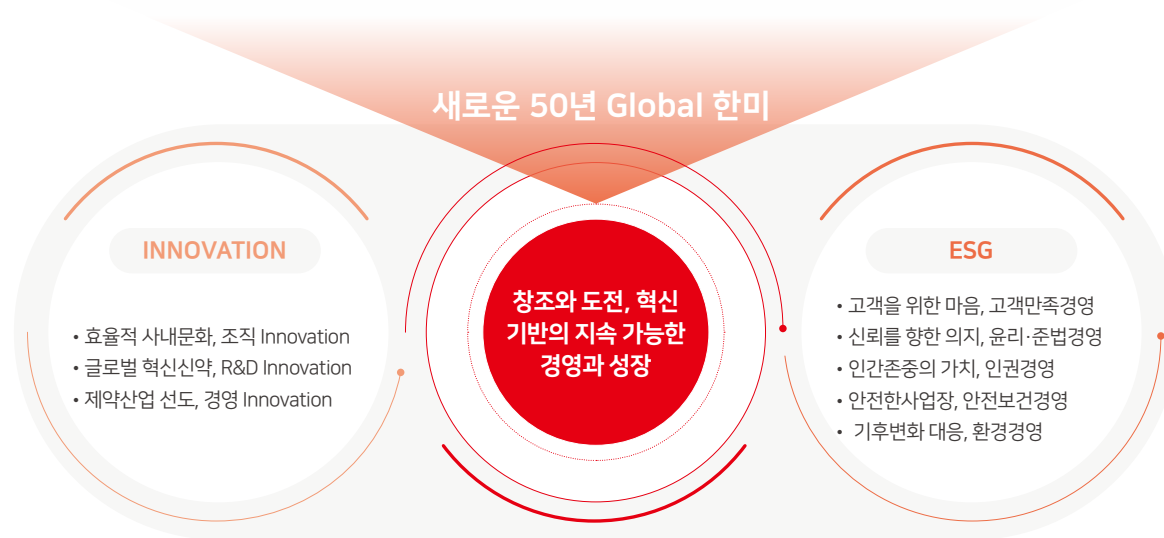 새로운 50년 Global 한미
INNOVATION
• 효율적 사내문화, 조직 Innovation
• 글로벌 혁신신약, R&D Innovation
• 제약산업 선도, 경영 Innovation
창조와 도전, 혁신
기반의 지속 가능한
경영과 성장
ESG
• 고객을 위한 마음, 고객만족경영
• 신뢰를 향한 의지, 윤리·준법경영
• 인간존중의 가치, 인권경영
• 안전한사업장, 안전보건경영
• 기후변화 대응, 환경경영